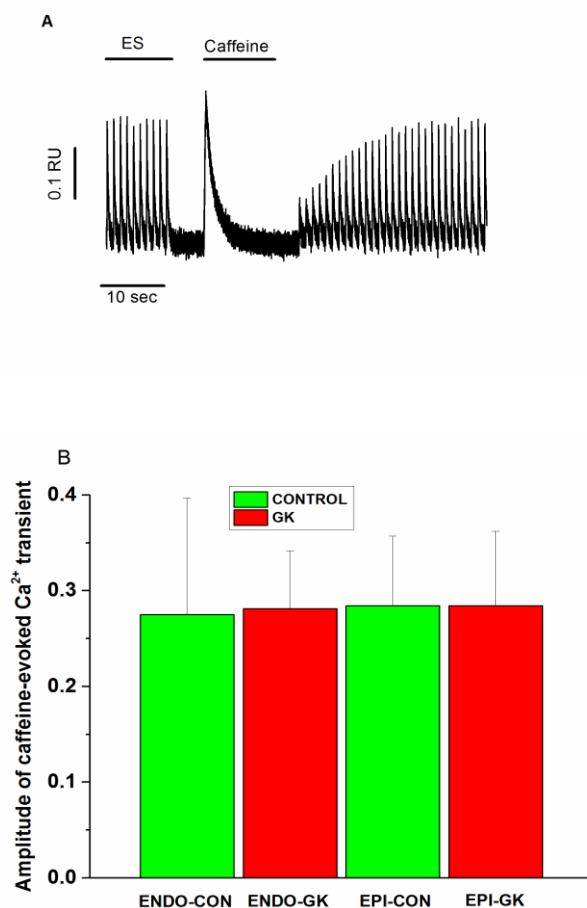 A
ES Caffeine
0.1 RU
10 sec
B
Amplitude of caffeine-evoked Ca²⁺ transient
CONTROL
GK
0.4
0.3
0.2
0.1
0.0
ENDO-CON ENDO-GK EPI-CON EPI-GK